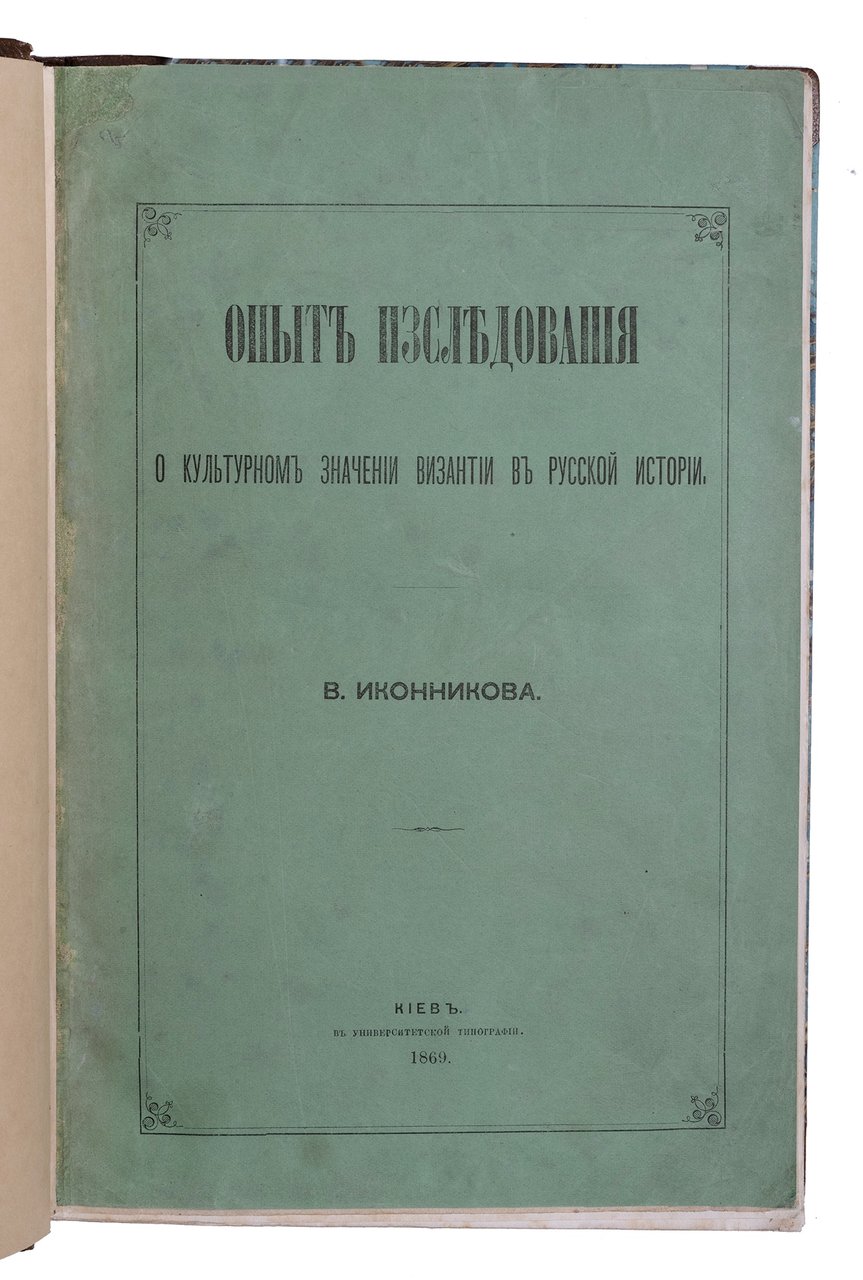 ОПЫТЪ ИЗСЛѢДОВАНІЯ
О КУЛЬТУРНОМЪ ЗНАЧЕНІИ ВИЗАНТІИ ВЪ РУССКОЙ ИСТОРІИ.
В. ИКОННИКОВА.
КІЕВЪ.
ВЪ УНИВЕРСИТЕТСКОЙ ТИПОГРАФІИ.
1869.